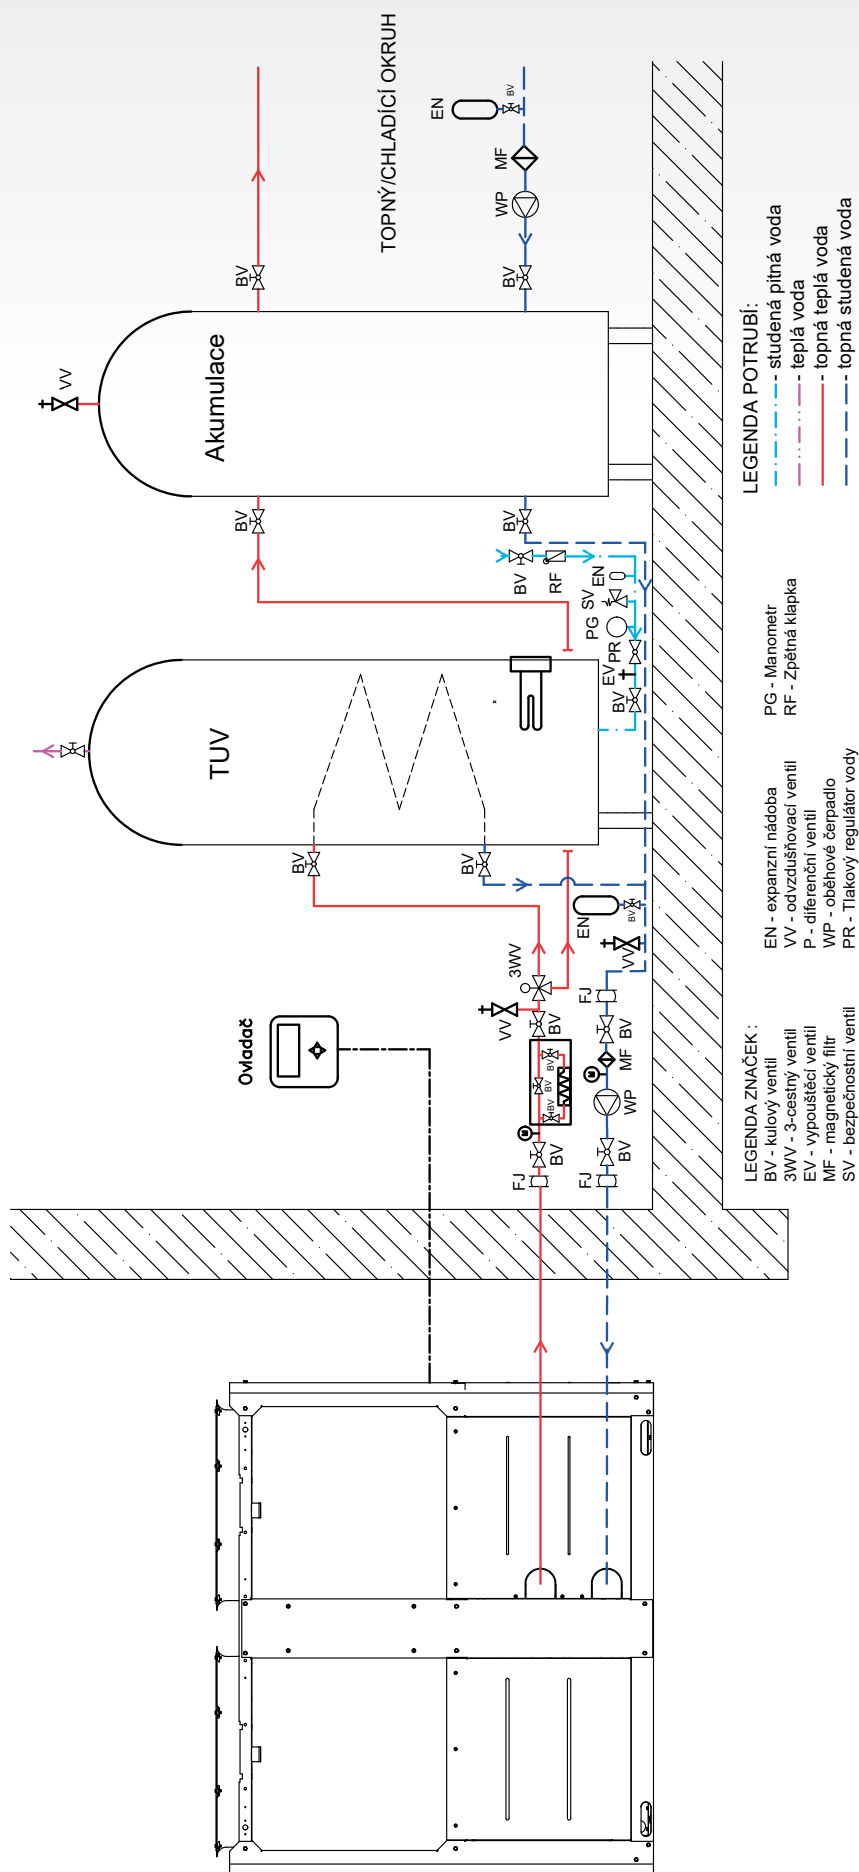 TOPNÝ/CHLADÍCÍ OKRUH
EN
BV
MF
WP
BV
BV
VV
Akumulace
BV
BV
BV
RF
EN
SV
PG
PR
EV
BV
TUV
BV
BV
EN
BV
VV
3WV
VV
BV
FJ
BV
MF
M
WP
BV
FJ
BV
BV
BV
M
BV
FJ
Ovladač
LEGENDA ZNAČEK :
BV - kulový ventil
3WV - 3-cestný ventil
EV - vypouštěcí ventil
MF - magnetický filtr
SV - bezpečnostní ventil
EN - expanzní nádoba
VV - odvzdušňovací ventil
P - diferenční ventil
WP - oběhové čerpadlo
PR - Tlakový regulátor vody
PG - Manometr
RF - Zpětná klapka
LEGENDA POTRUBÍ:
- studená pitná voda
- teplá voda
- topná teplá voda
- topná studená voda